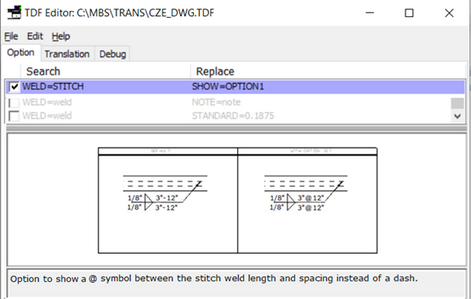 TDF Editor: C:\MBS\TRANS\CZE_DWG.TDF
File Edit Help
Option Translation Debug
Search Replace
WELD=STITCH SHOW=OPTION1
WELD=weld NOTE=note
WELD=weld STANDARD=0.1875
1/8" 3"-12" 1/8" 3"@12"
1/8" 3"-12" 1/8" 3"@12"
Option to show a @ symbol between the stitch weld length and spacing instead of a dash.